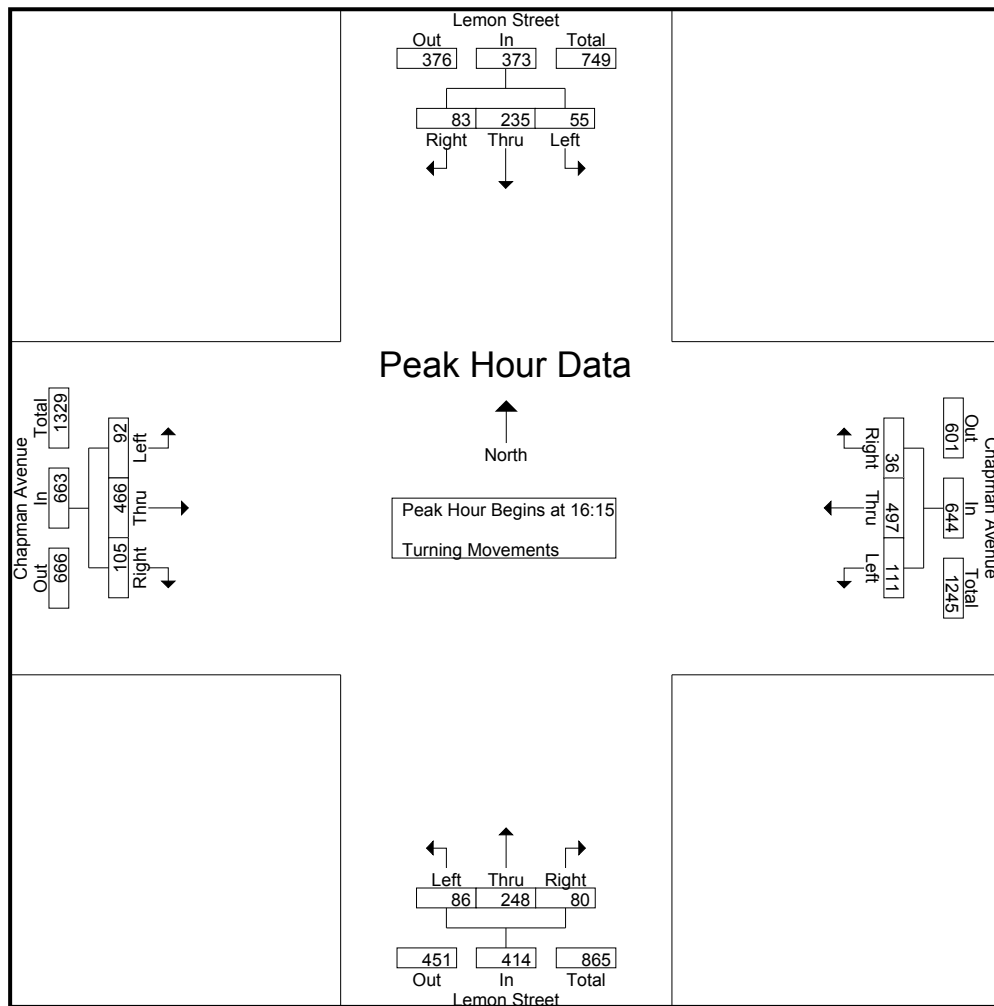 Lemon Street
Out In Total
376 373 749
83 235 55
Right Thru Left
Peak Hour Data
North
Peak Hour Begins at 16:15
Turning Movements
Chapman Avenue
Out In Total
666 663 1329
105 466 92
Right Thru Left
Chapman Avenue
Out In Total
601 644 1245
36 497 111
Right Thru Left
Left Thru Right
86 248 80
451 414 865
Out In Total
Lemon Street